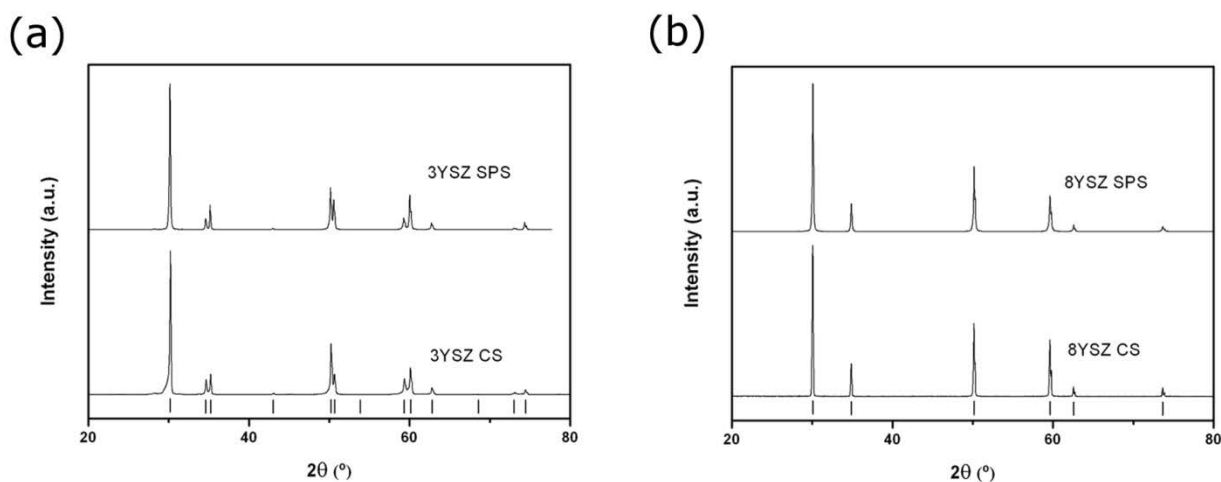 (a)
Intensity (a.u.)
3YSZ SPS
3YSZ CS
20 40 60 80
2θ (º)
(b)
Intensity (a.u.)
8YSZ SPS
8YSZ CS
20 40 60 80
2θ (º)